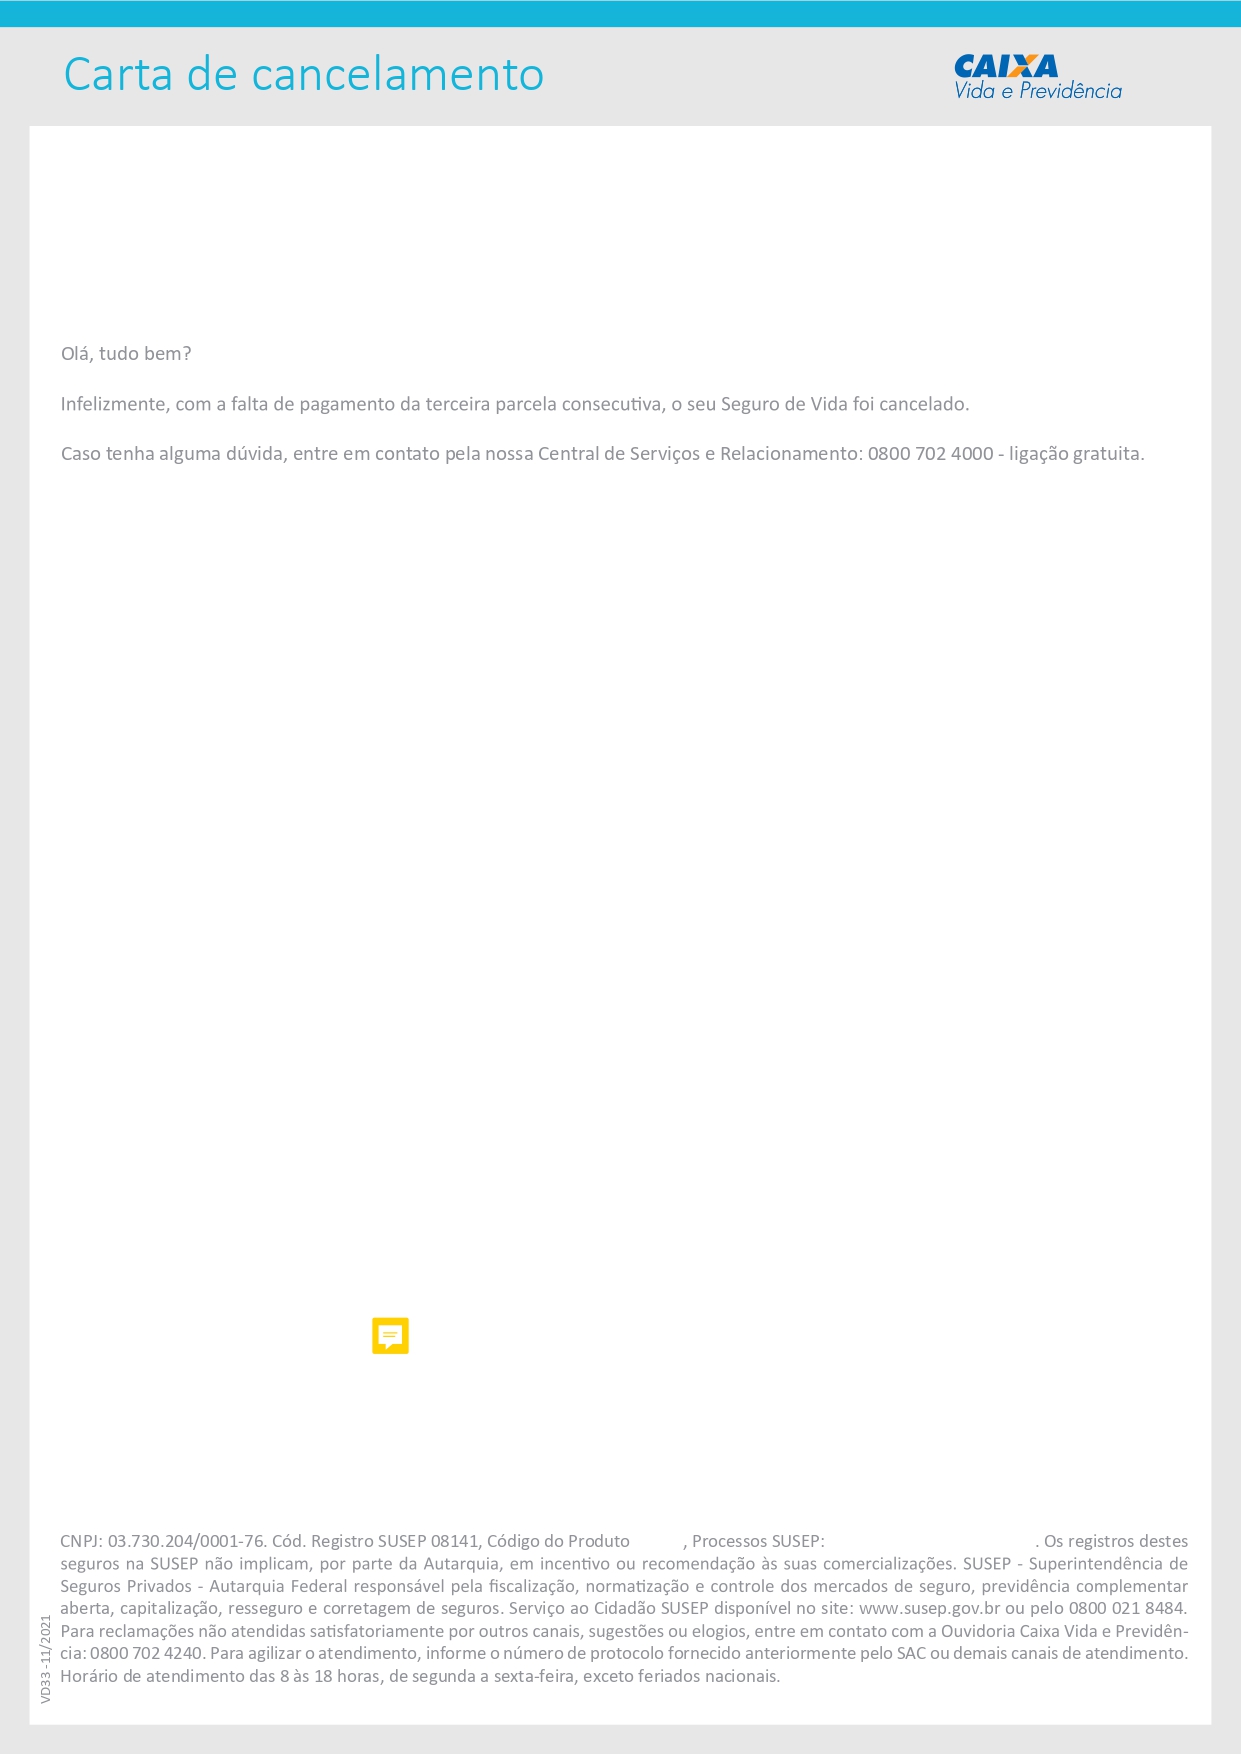 Carta de cancelamento
CAIXA
Vida e Previdência
Olá, tudo bem?
Infelizmente, com a falta de pagamento da terceira parcela consecutiva, o seu Seguro de Vida foi cancelado.
Caso tenha alguma dúvida, entre em contato pela nossa Central de Serviços e Relacionamento: 0800 702 4000 - ligação gratuita.
CNPJ: 03.730.204/0001-76. Cód. Registro SUSEP 08141, Código do Produto , Processos SUSEP: . Os registros destes
seguros na SUSEP não implicam, por parte da Autarquia, em incentivo ou recomendação às suas comercializações. SUSEP - Superintendência de
Seguros Privados - Autarquia Federal responsável pela fiscalização, normatização e controle dos mercados de seguro, previdência complementar
aberta, capitalização, resseguro e corretagem de seguros. Serviço ao Cidadão SUSEP disponível no site: www.susep.gov.br ou pelo 0800 021 8484.
Para reclamações não atendidas satisfatoriamente por outros canais, sugestões ou elogios, entre em contato com a Ouvidoria Caixa Vida e Previdên-
cia: 0800 702 4240. Para agilizar o atendimento, informe o número de protocolo fornecido anteriormente pelo SAC ou demais canais de atendimento.
Horário de atendimento das 8 às 18 horas, de segunda a sexta-feira, exceto feriados nacionais.
VD33 -11/2021